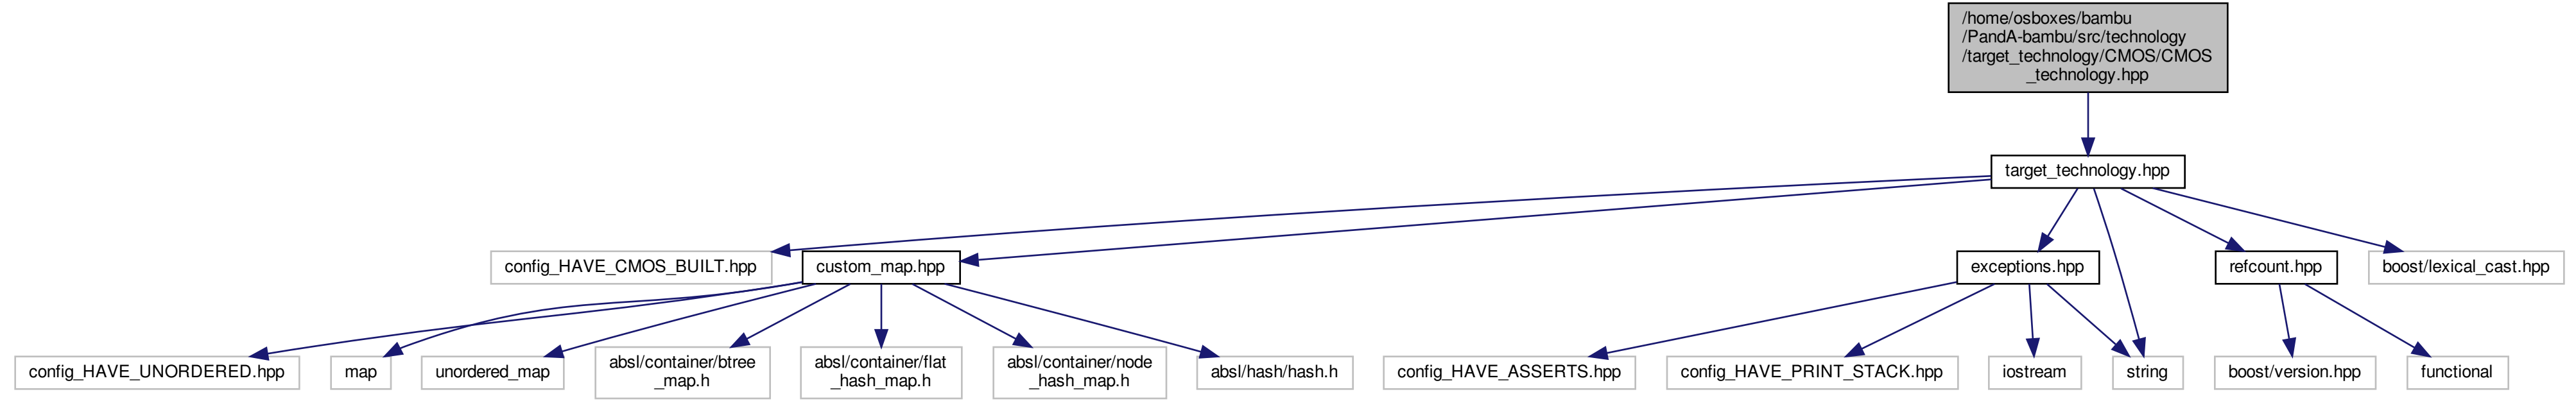 /home/osboxes/bambu
/PandA-bambu/src/technology
/target_technology/CMOS/CMOS
_technology.hpp
target_technology.hpp
config_HAVE_CMOS_BUILT.hpp
custom_map.hpp
exceptions.hpp
refcount.hpp
boost/lexical_cast.hpp
config_HAVE_UNORDERED.hpp
map
unordered_map
absl/container/btree
_map.h
absl/container/flat
_hash_map.h
absl/container/node
_hash_map.h
absl/hash/hash.h
config_HAVE_ASSERTS.hpp
config_HAVE_PRINT_STACK.hpp
iostream
string
boost/version.hpp
functional